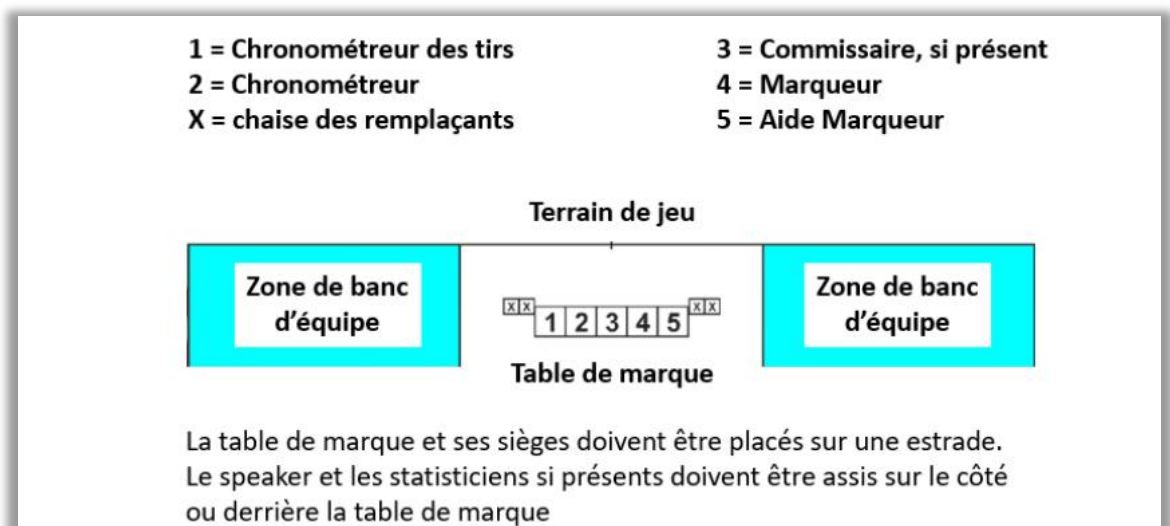 1 = Chronométreur des tirs
2 = Chronométreur
X = chaise des remplaçants
3 = Commissaire, si présent
4 = Marqueur
5 = Aide Marqueur
Terrain de jeu
Zone de banc
d'équipe
X X 1 2 3 4 5 X X
Zone de banc
d'équipe
Table de marque
La table de marque et ses sièges doivent être placés sur une estrade.
Le speaker et les statisticiens si présents doivent être assis sur le côté
ou derrière la table de marque